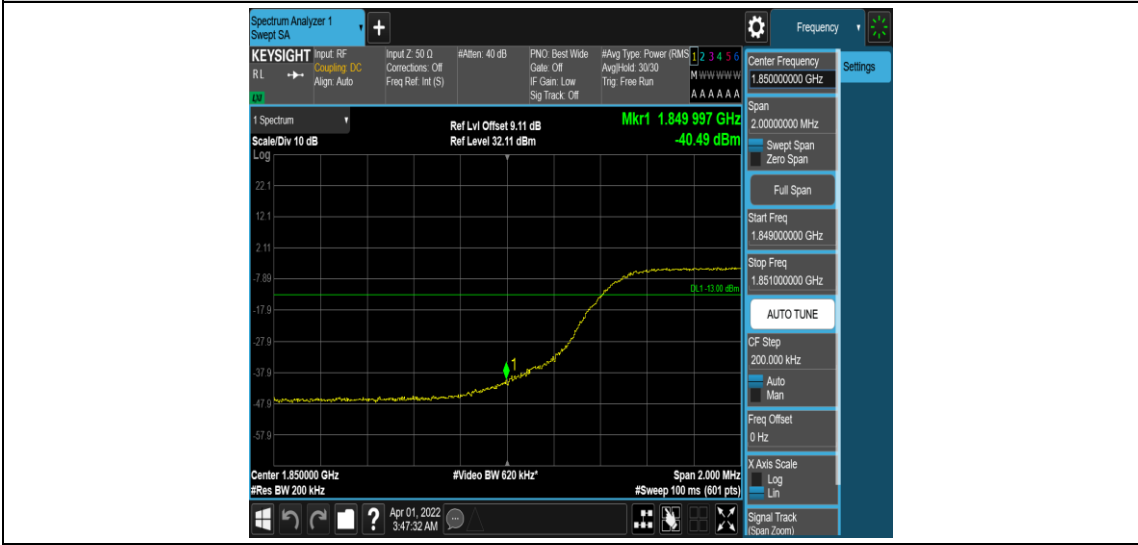 Spectrum Analyzer 1
Swept SA
+
Frequency
KEYSIGHT
RL
LXI
Input: RF
Coupling: DC
Align: Auto
Input Z: 50 Ω
Corrections: Off
Freq Ref: Int (S)
#Atten: 40 dB
PNO: Best Wide
Gate: Off
IF Gain: Low
Sig Track: Off
#Avg Type: Power (RMS
Avg|Hold: 30/30
Trig: Free Run
1 2 3 4 5 6
M W W W W W
A A A A A A
1 Spectrum
Scale/Div 10 dB
Log
Ref Lvl Offset 9.11 dB
Ref Level 32.11 dBm
Mkr1 1.849 997 GHz
-40.49 dBm
22.1
12.1
2.11
-7.89
DL1 -13.00 dBm
-17.9
-27.9
1
-37.9
-47.9
-57.9
Center 1.850000 GHz
#Video BW 620 kHz*
Span 2.000 MHz
#Res BW 200 kHz
#Sweep 100 ms (601 pts)
?
Apr 01, 2022
3:47:32 AM
Center Frequency
1.850000000 GHz
Settings
Span
2.00000000 MHz
Swept Span
Zero Span
Full Span
Start Freq
1.849000000 GHz
Stop Freq
1.851000000 GHz
AUTO TUNE
CF Step
200.000 kHz
Auto
Man
Freq Offset
0 Hz
X Axis Scale
Log
Lin
Signal Track
(Span Zoom)